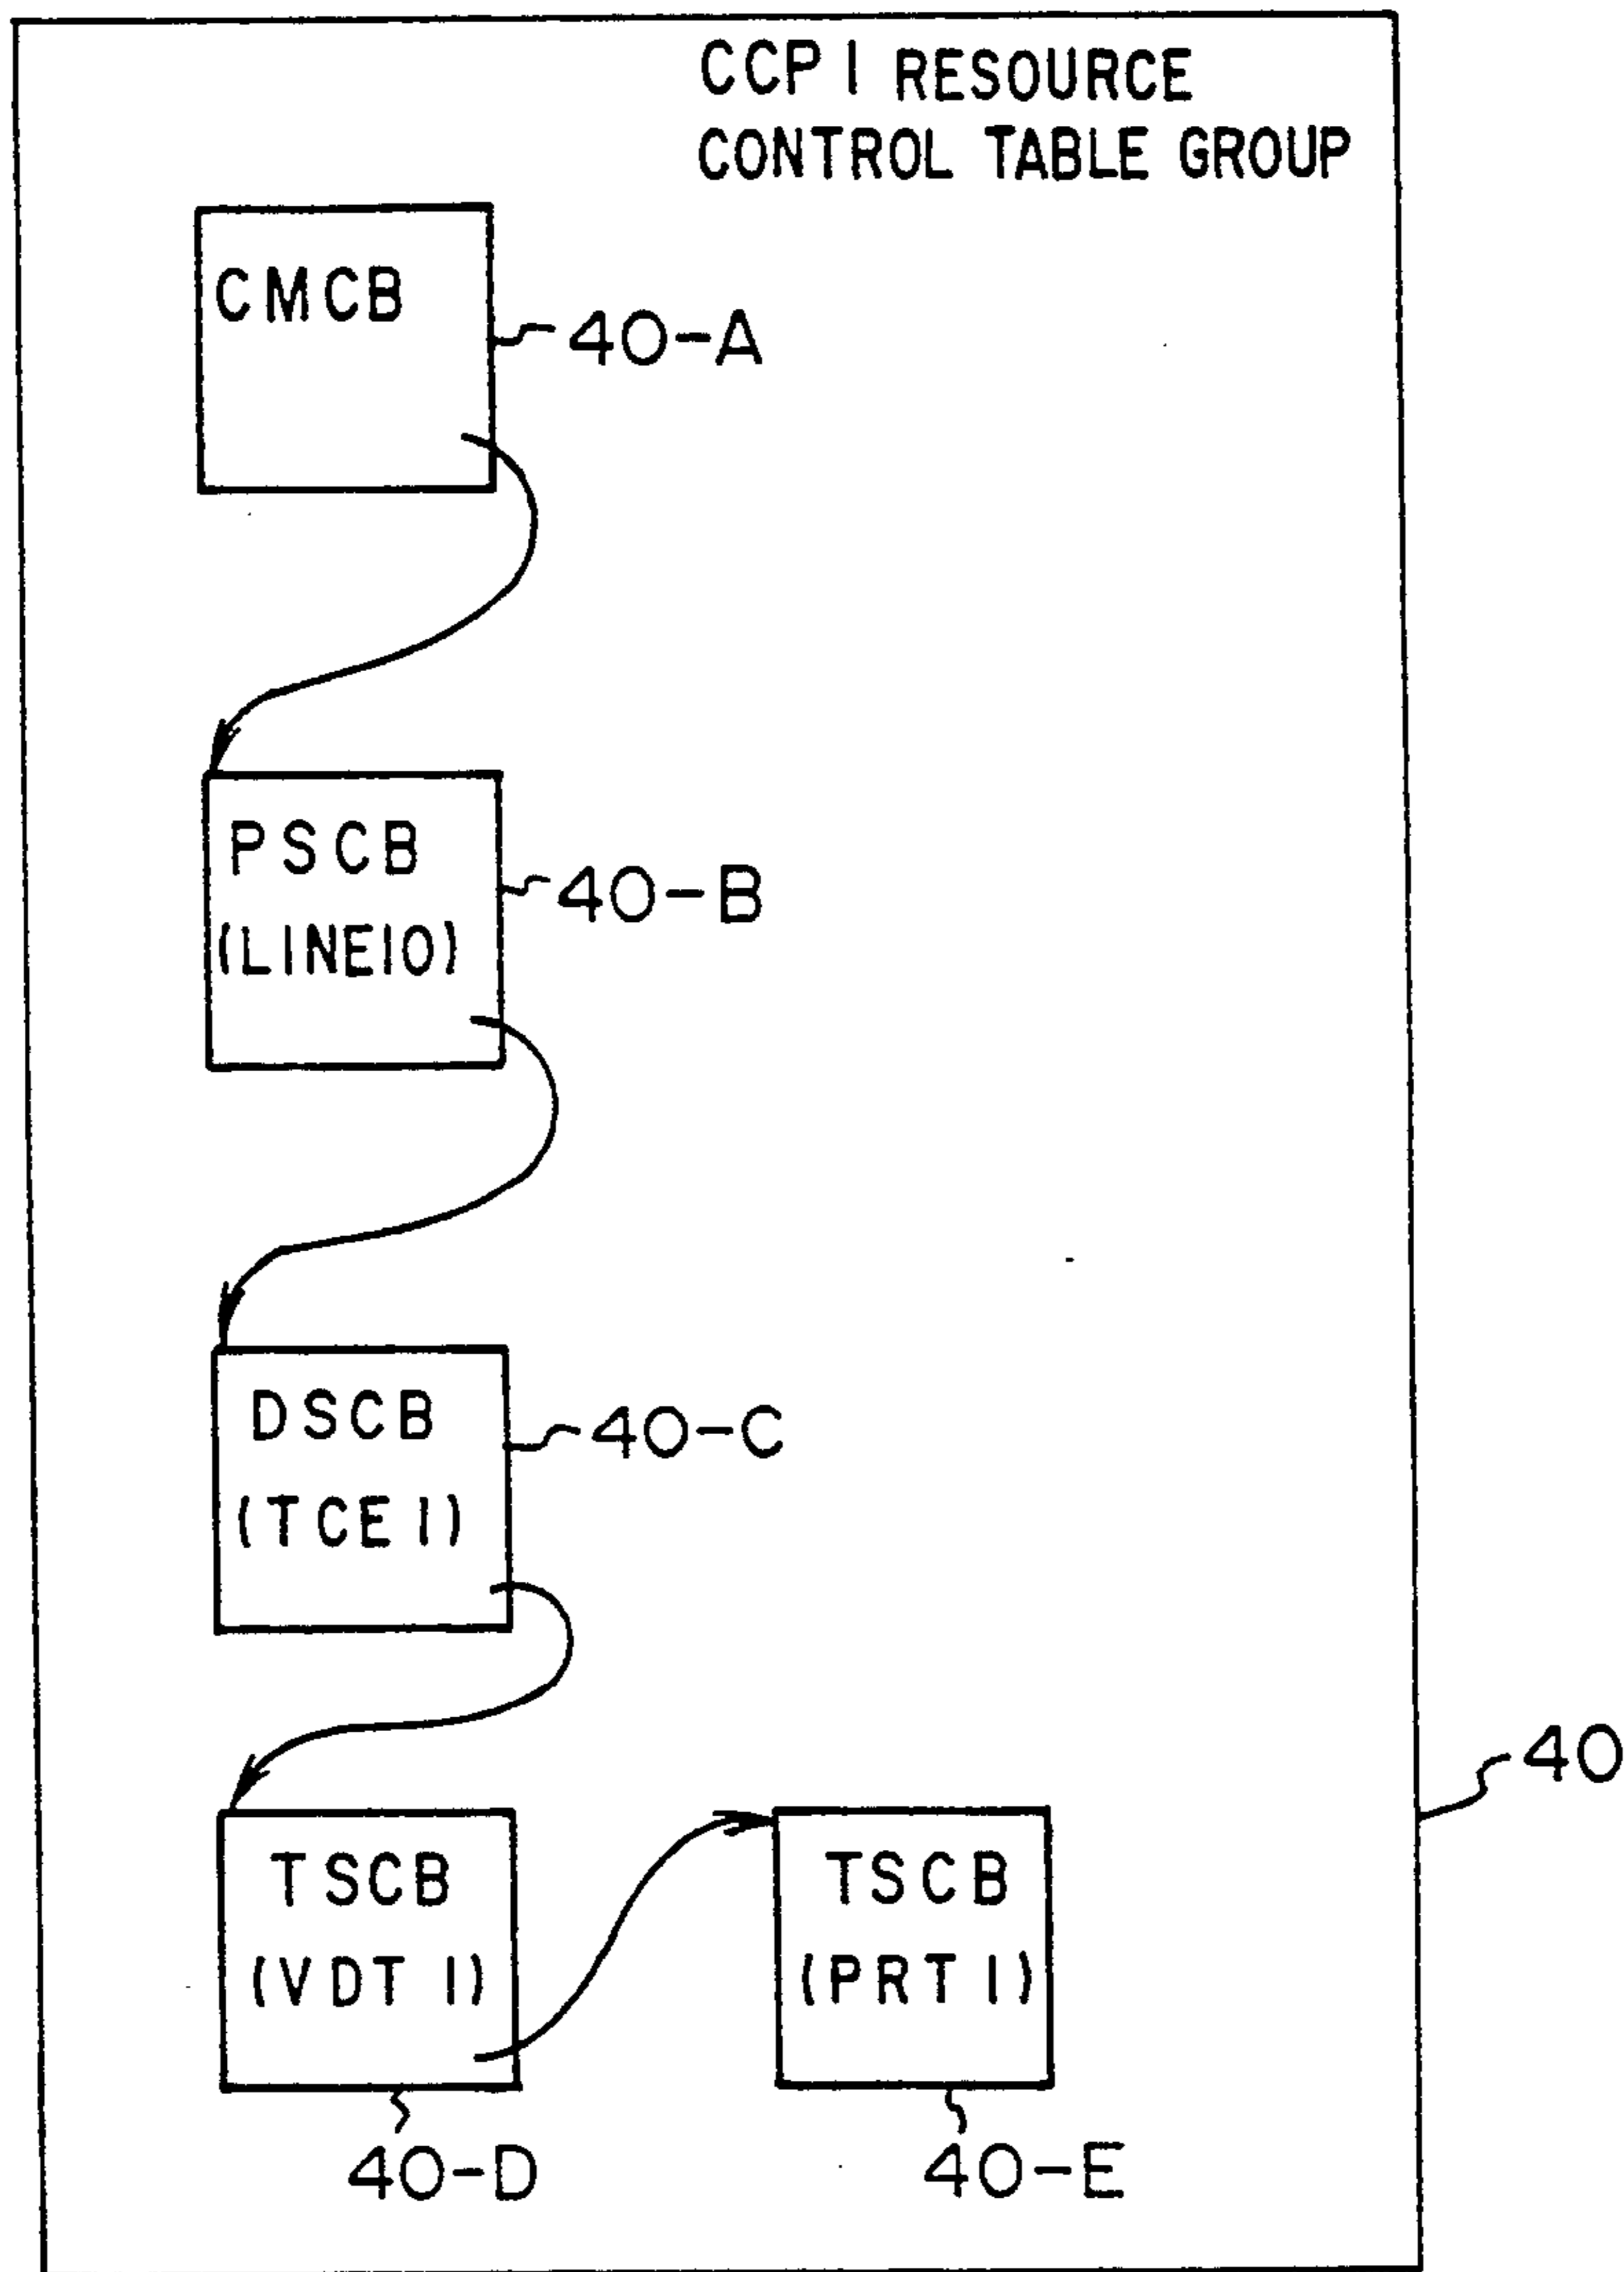 CCP1 RESOURCE
CONTROL TABLE GROUP
CMCB
40-A
PSCB
(LINE10)
40-B
DSCB
(TCE1)
40-C
40
TSCB
(VDT 1)
TSCB
(PRT 1)
40-D
40-E